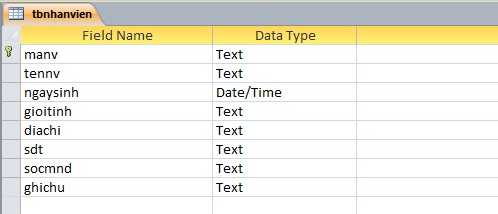 tbnhanvien
Field Name Data Type
manv Text
tennv Text
ngaysinh Date/Time
gioitinh Text
diachi Text
sdt Text
socmnd Text
ghichu Text